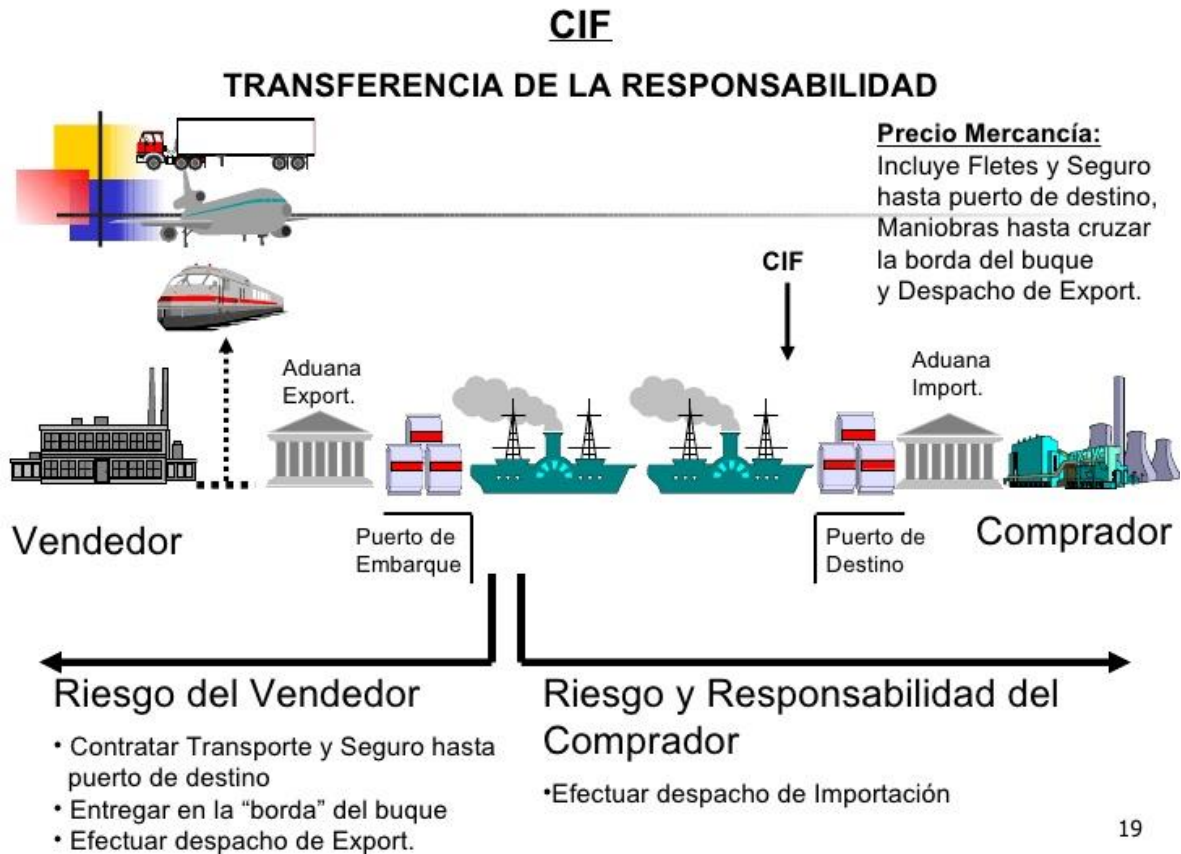 CIF
TRANSFERENCIA DE LA RESPONSABILIDAD
Precio Mercancía:
Incluye Fletes y Seguro
hasta puerto de destino,
Maniobras hasta cruzar
la borda del buque
y Despacho de Export.
CIF
Aduana
Export.
Aduana
Import.
Vendedor
Puerto de
Embarque
Puerto de
Destino
Comprador
Riesgo del Vendedor
• Contratar Transporte y Seguro hasta
puerto de destino
• Entregar en la “borda” del buque
• Efectuar despacho de Export.
Riesgo y Responsabilidad del
Comprador
•Efectuar despacho de Importación
19